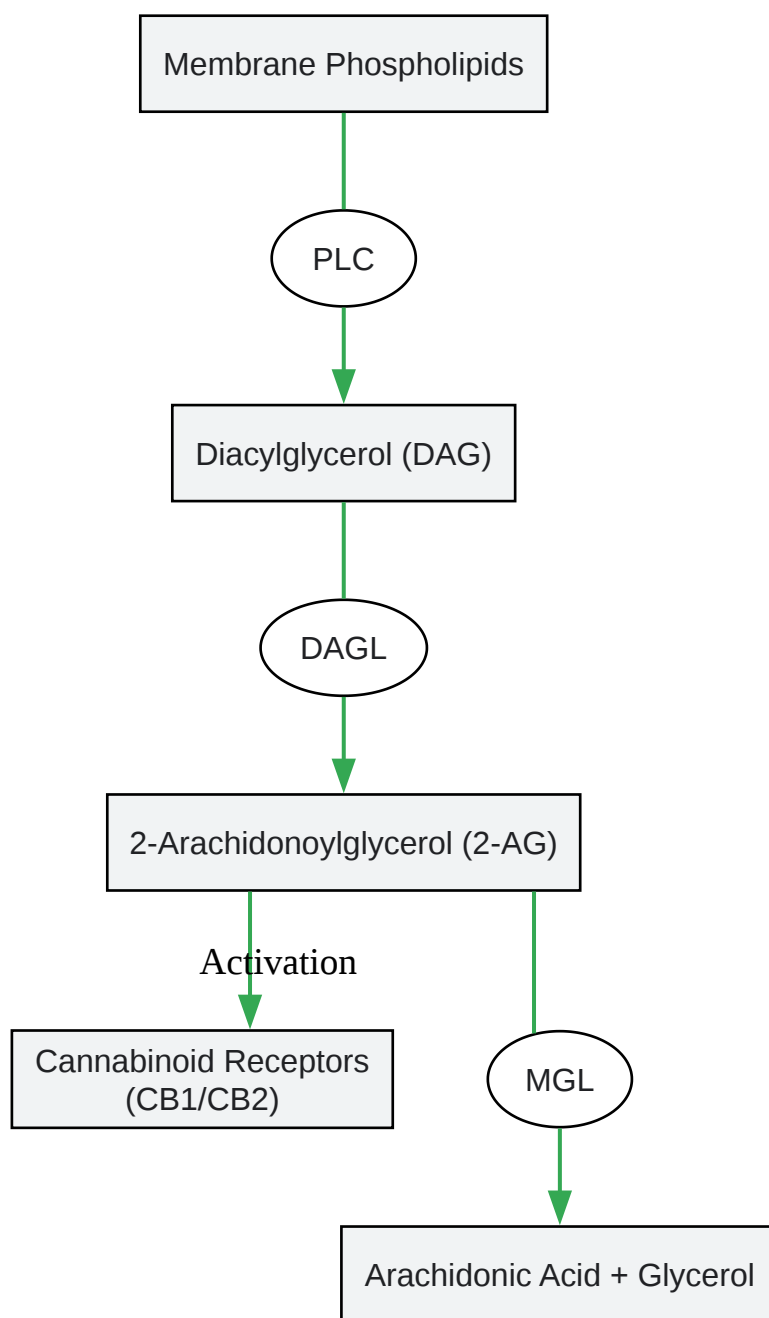 Membrane Phospholipids
PLC
Diacylglycerol (DAG)
DAGL
2-Arachidonoylglycerol (2-AG)
Activation
Cannabinoid Receptors
(CB1/CB2)
MGL
Arachidonic Acid + Glycerol